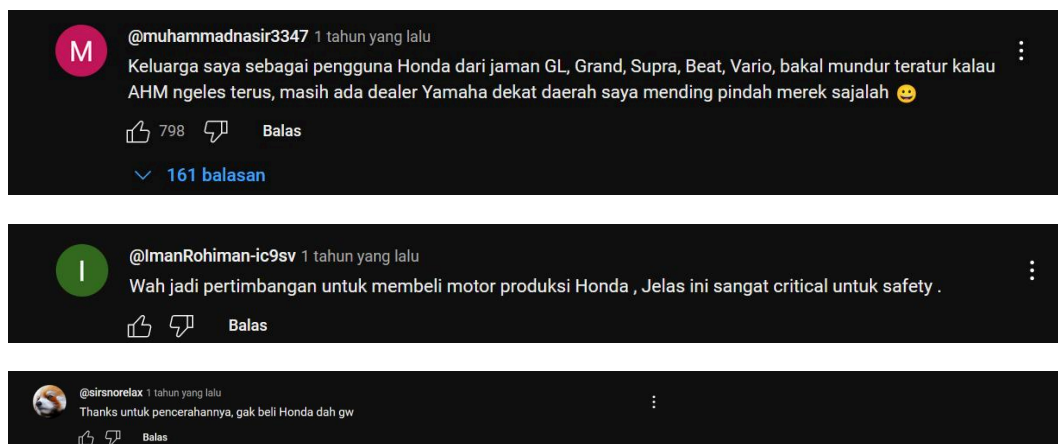 M
@muhammadnasir3347 1 tahun yang lalu
Keluarga saya sebagai pengguna Honda dari jaman GL, Grand, Supra, Beat, Vario, bakal mundur teratur kalau
AHM ngeles terus, masih ada dealer Yamaha dekat daerah saya mending pindah merek sajalah 😀
798 Balas
161 balasan
I
@ImanRohiman-ic9sv 1 tahun yang lalu
Wah jadi pertimbangan untuk membeli motor produksi Honda , Jelas ini sangat critical untuk safety .
Balas
@sirsnorelax 1 tahun yang lalu
Thanks untuk pencerahannya, gak beli Honda dah gw
Balas